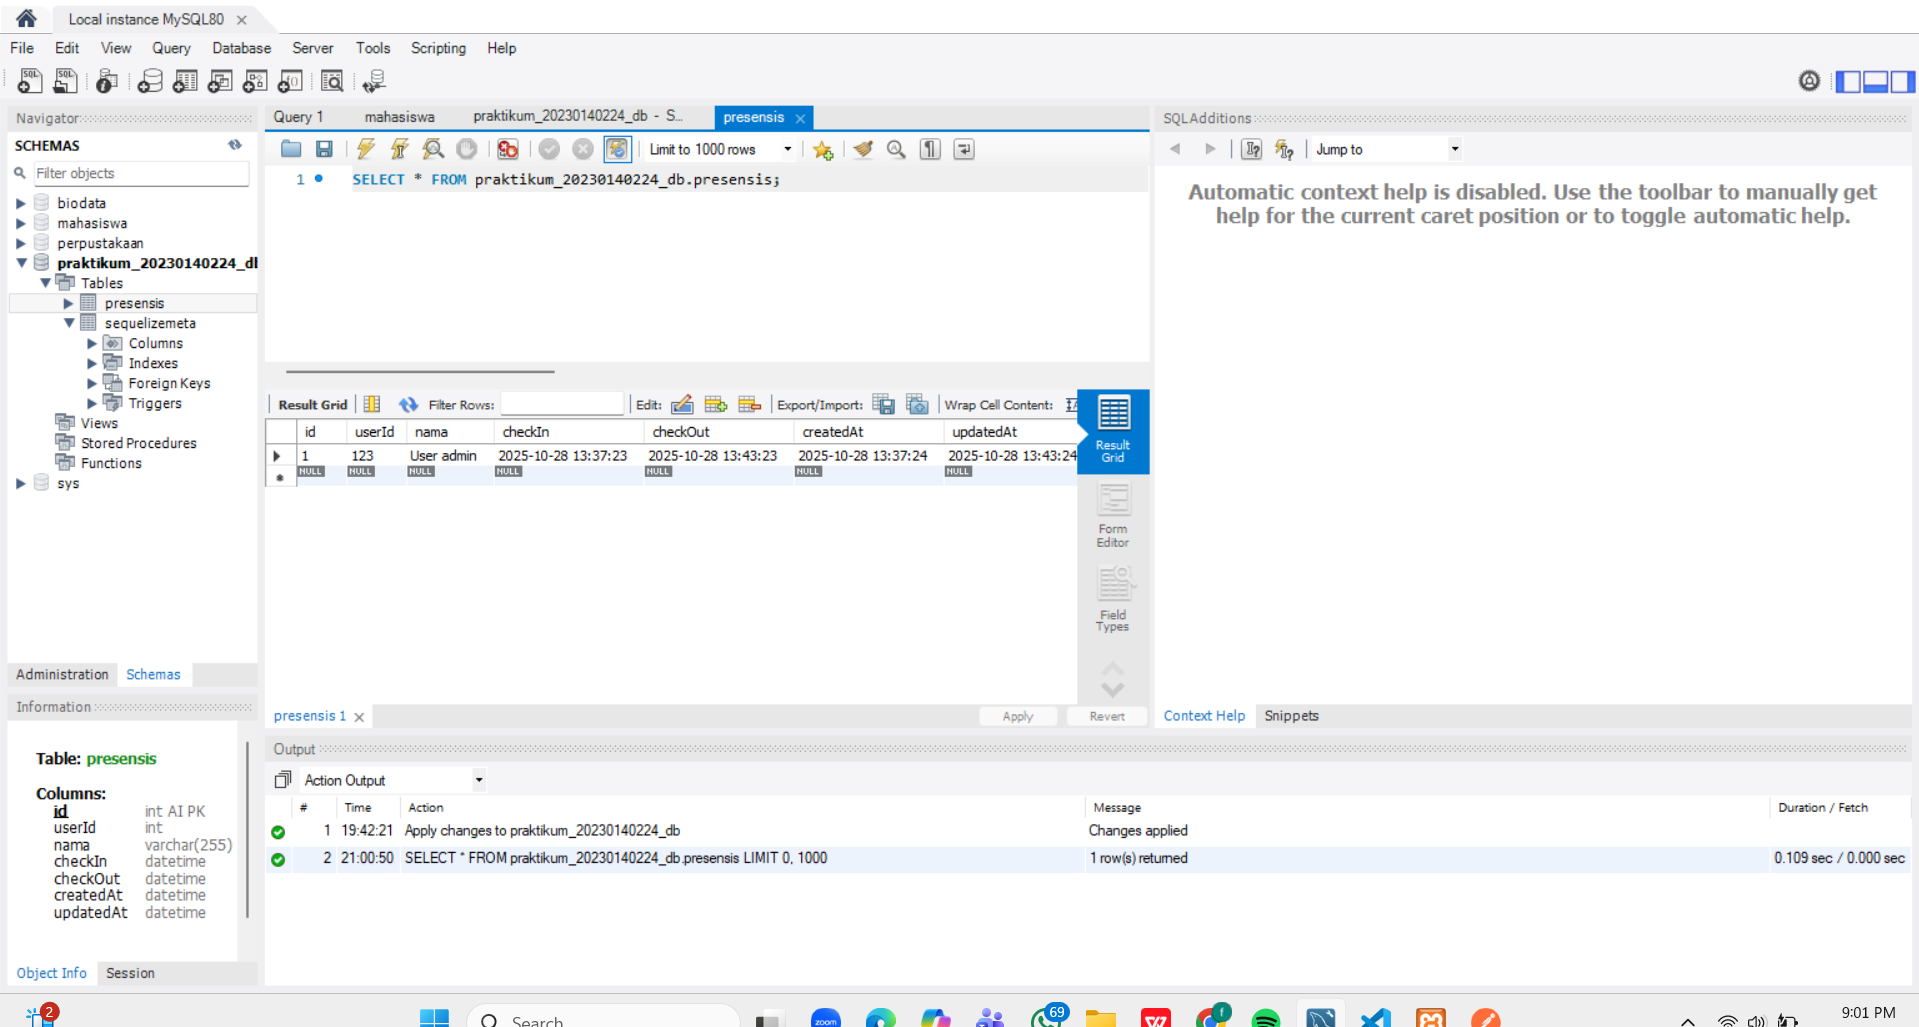 Local instance MySQL80
File Edit View Query Database Server Tools Scripting Help
Navigator
SCHEMAS
Filter objects
biodata
mahasiswa
perpustakaan
praktikum_20230140224_d
Tables
presensis
sequelizemeta
Columns
Indexes
Foreign Keys
Triggers
Views
Stored Procedures
Functions
sys
Administration Schemas
Information
Table: presensis
Columns:
id int AI PK
userId int
nama varchar(255)
checkIn datetime
checkOut datetime
createdAt datetime
updatedAt datetime
Object Info Session
Query 1 mahasiswa praktikum_20230140224_db - S... presensis
Limit to 1000 rows
1 SELECT * FROM praktikum_20230140224_db.presensis;
Result Grid Filter Rows: Edit: Export/Import: Wrap Cell Content:
id userId nama checkIn checkOut createdAt updatedAt
1 123 User admin 2025-10-28 13:37:23 2025-10-28 13:43:23 2025-10-28 13:37:24 2025-10-28 13:43:24
NULL NULL NULL NULL NULL NULL NULL
Result
Grid
Form
Editor
Field
Types
presensis 1 Apply Revert
SQLAdditions
Jump to
Automatic context help is disabled. Use the toolbar to manually get
help for the current caret position or to toggle automatic help.
Context Help Snippets
Output
Action Output
# Time Action Message Duration / Fetch
1 19:42:21 Apply changes to praktikum_20230140224_db Changes applied
2 21:00:50 SELECT * FROM praktikum_20230140224_db.presensis LIMIT 0, 1000 1 row(s) returned 0.109 sec / 0.000 sec
2
Search
zoom
69
f
9:01 PM